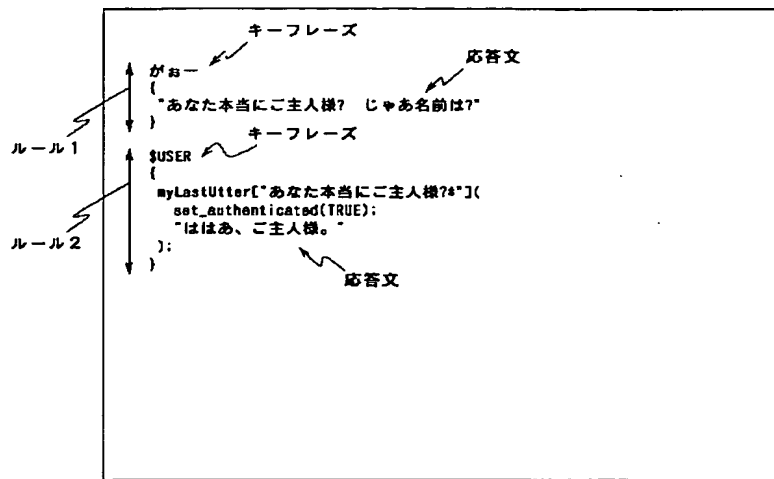 キーフレーズ
応答文
がぉー
{
"あなた本当にご主人様? じゃあ名前は?"
}
ルール1
キーフレーズ
$USER
{
myLastUtter["あなた本当にご主人様?*"](
set_authenticated(TRUE);
"ははあ、ご主人様。"
);
}
ルール2
応答文